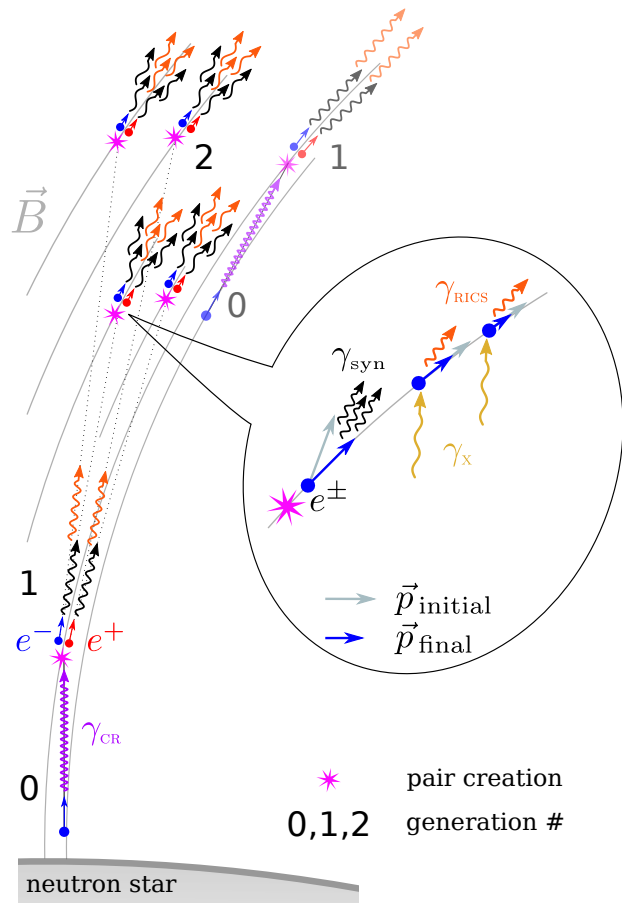 2
1
B⃗
0
γRICS
γsyn
γX
e±
1
p⃗initial
e− e+
p⃗final
γCR
0
pair creation
0,1,2 generation #
neutron star